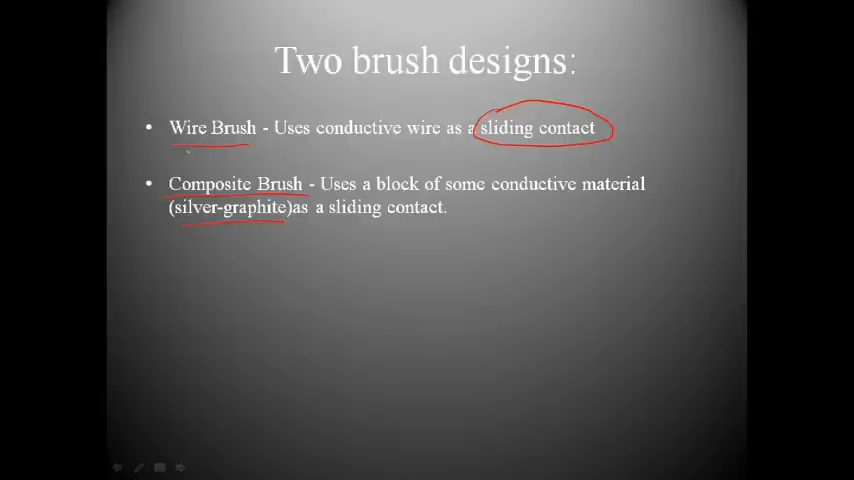 Two brush designs:
• Wire Brush - Uses conductive wire as a sliding contact
• Composite Brush - Uses a block of some conductive material
(silver-graphite)as a sliding contact.